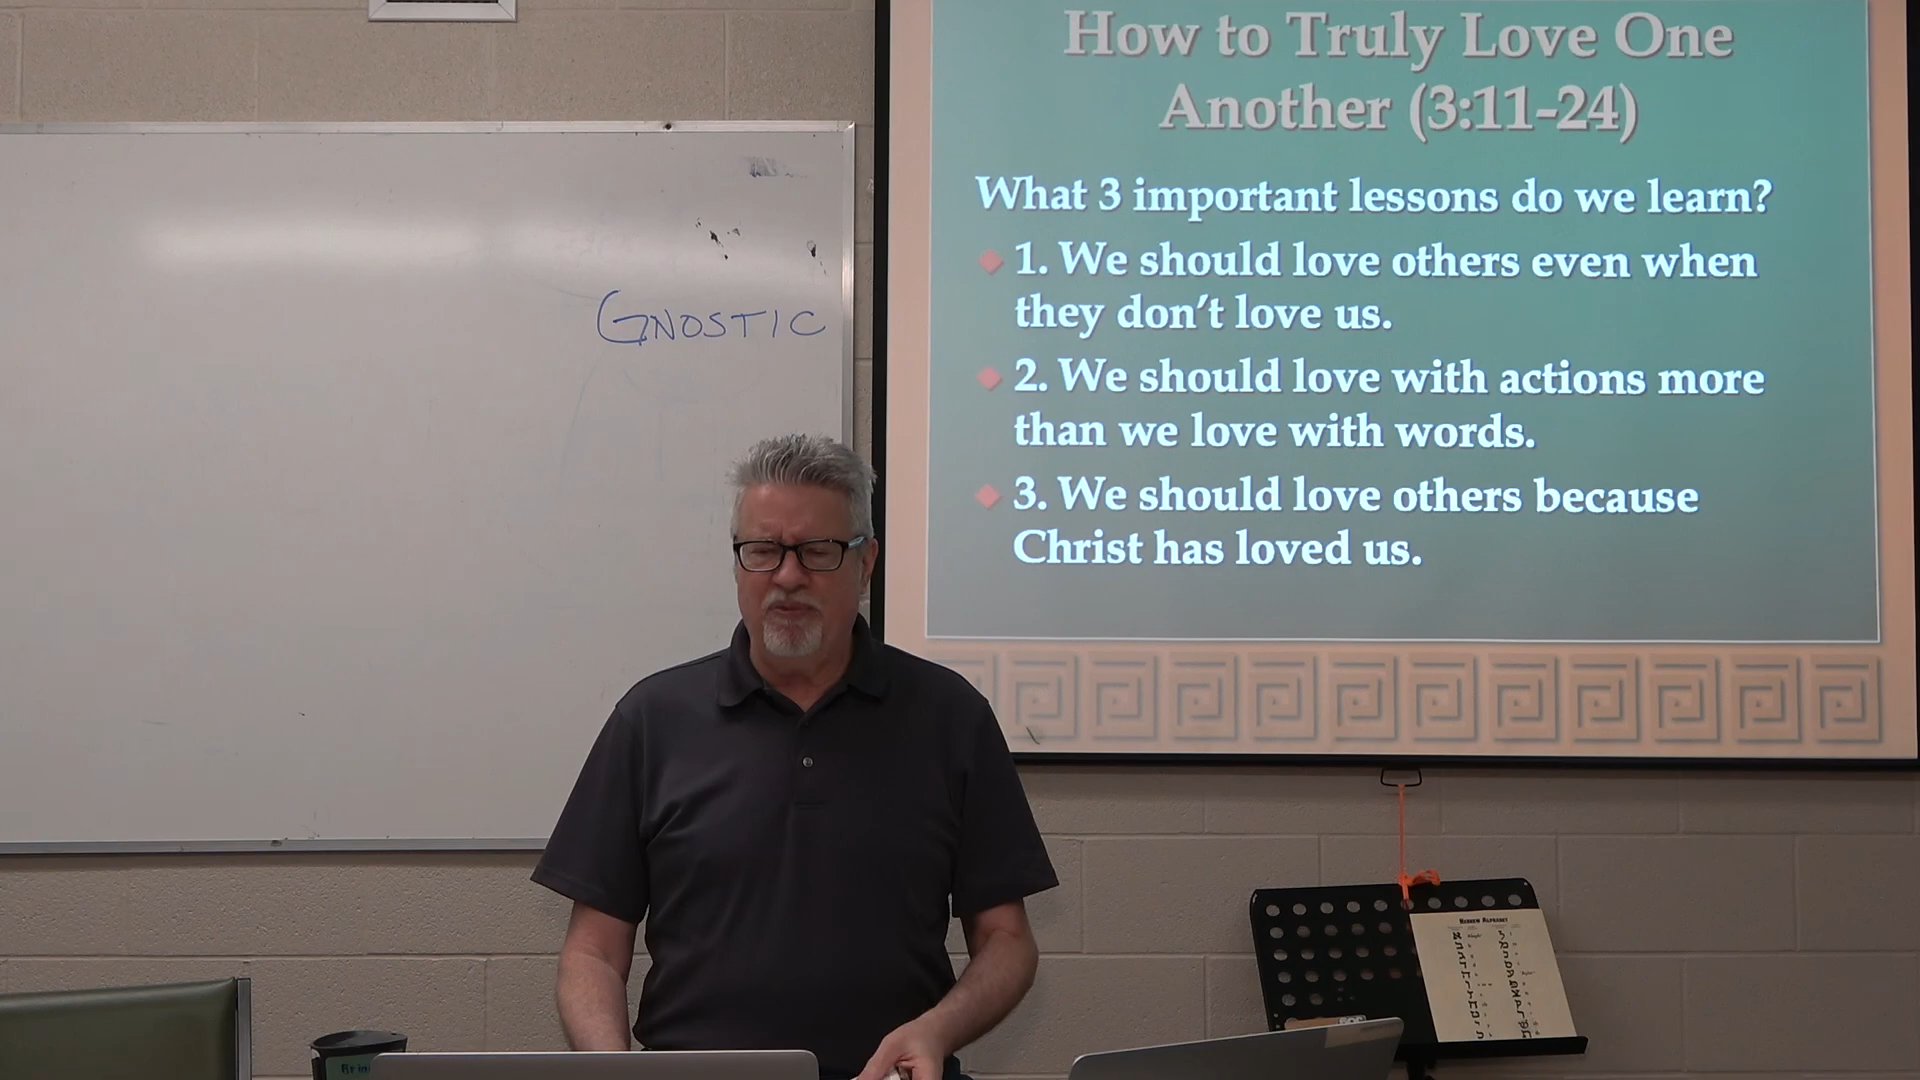 GNOSTIC
How to Truly Love One
Another (3:11-24)
What 3 important lessons do we learn?
1. We should love others even when
they don't love us.
2. We should love with actions more
than we love with words.
3. We should love others because
Christ has loved us.
HEBREW ALPHABET